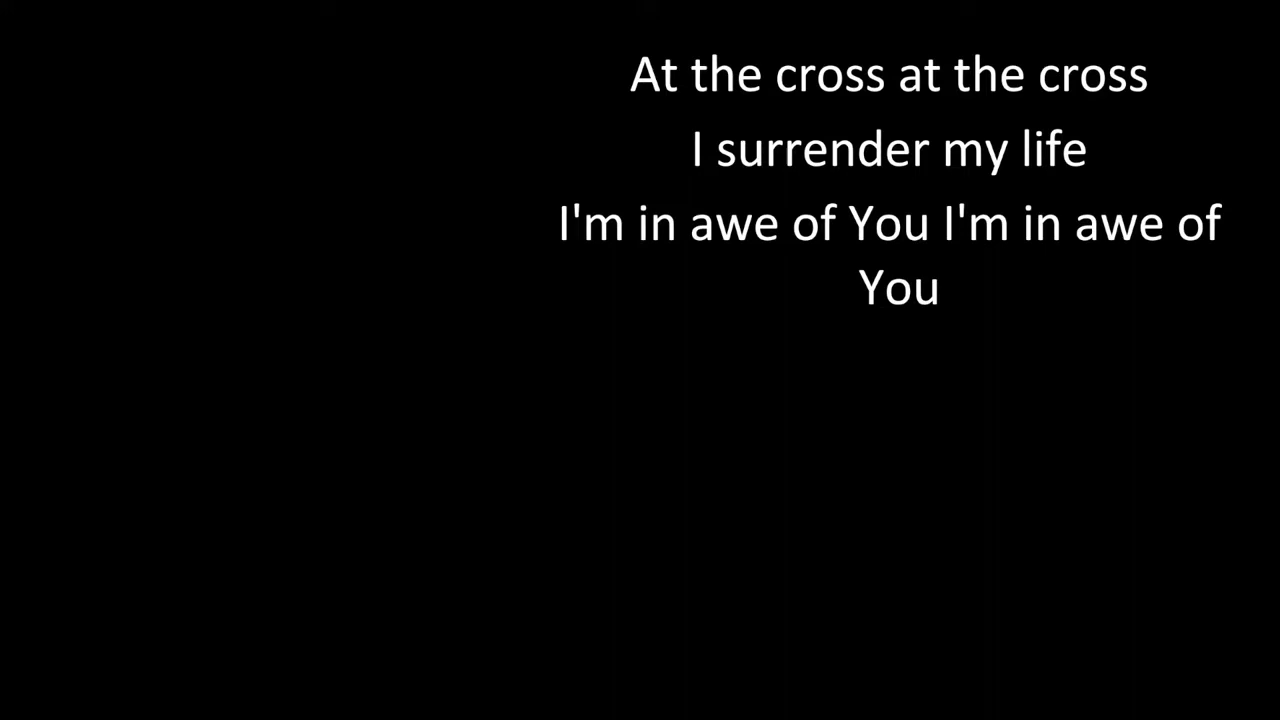 At the cross at the cross
I surrender my life
I'm in awe of You I'm in awe of
You